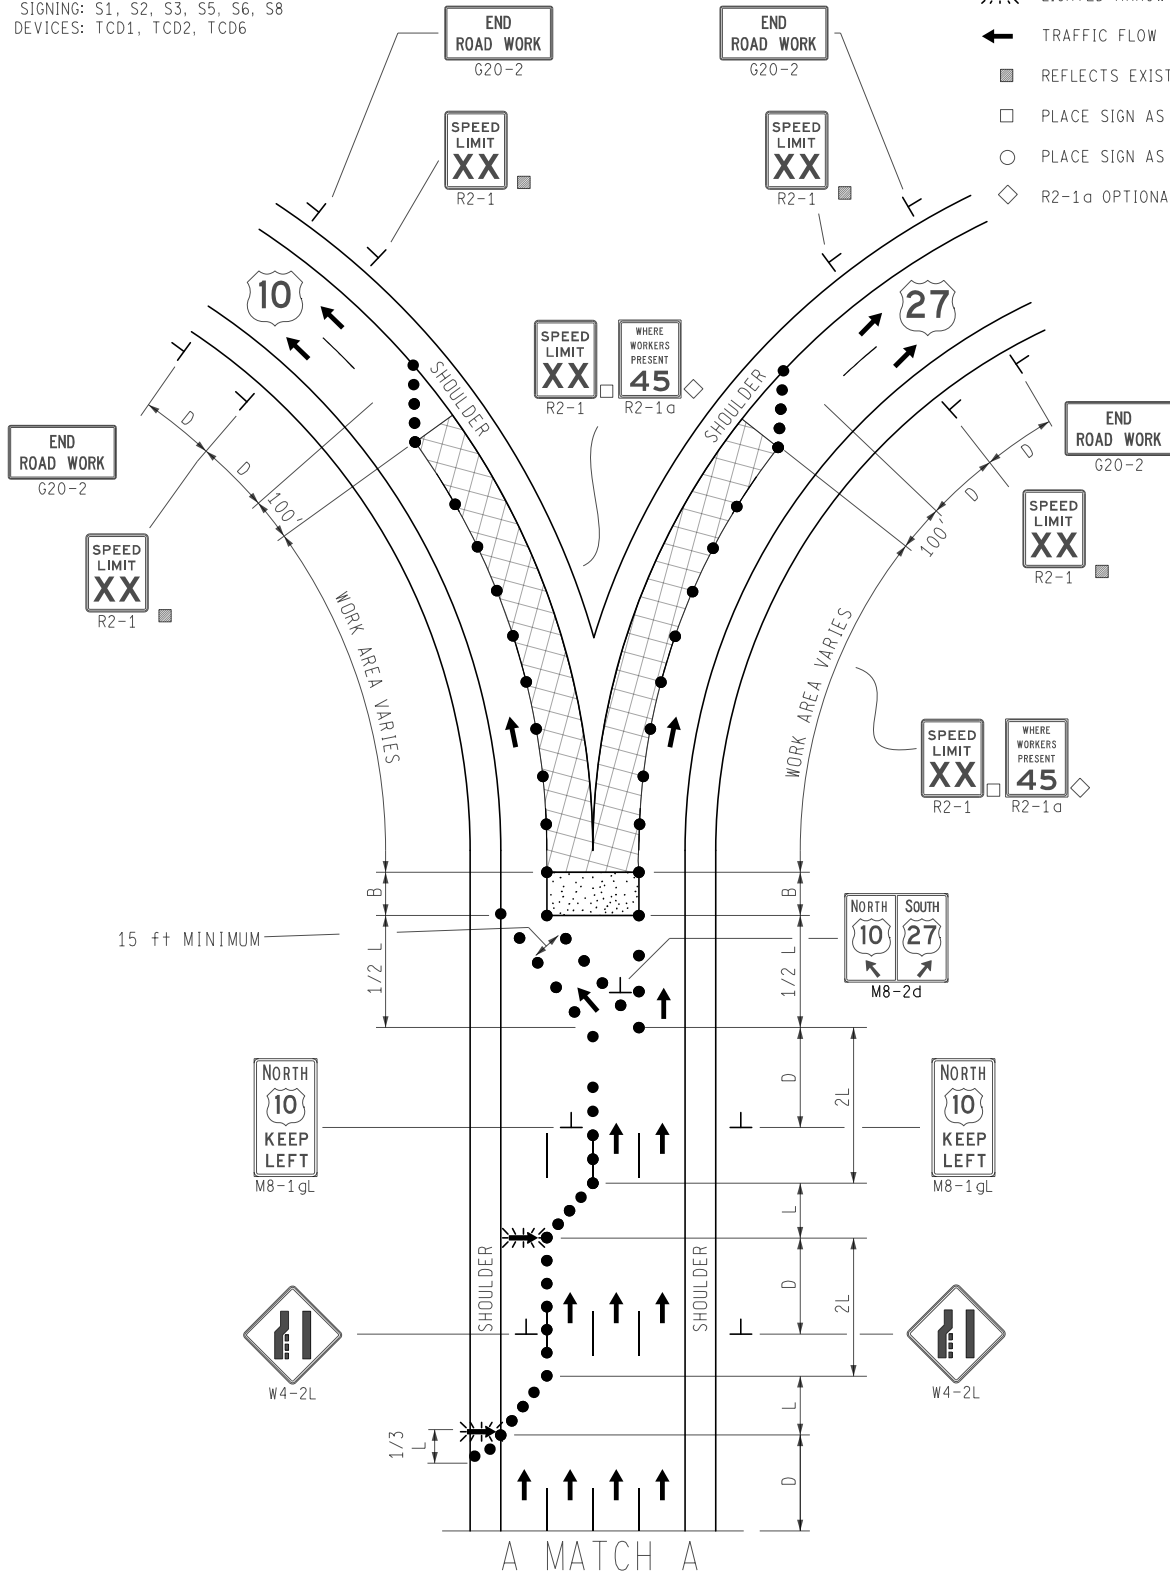 SIGNING: S1, S2, S3, S5, S6, S8
DEVICES: TCD1, TCD2, TCD6
TRAFFIC FLOW
REFLECTS EXIST
PLACE SIGN AS
PLACE SIGN AS
R2-1a OPTIONA
END
ROAD WORK
G20-2
END
ROAD WORK
G20-2
SPEED
LIMIT
XX
R2-1
SPEED
LIMIT
XX
R2-1
10
27
SPEED
LIMIT
XX
R2-1
WHERE
WORKERS
PRESENT
45
R2-1a
SHOULDER
SHOULDER
END
ROAD WORK
G20-2
END
ROAD WORK
G20-2
D
D
100'
D
D
100'
SPEED
LIMIT
XX
R2-1
SPEED
LIMIT
XX
R2-1
WORK AREA VARIES
WORK AREA VARIES
SPEED
LIMIT
XX
R2-1
WHERE
WORKERS
PRESENT
45
R2-1a
B
B
15 ft MINIMUM
1/2 L
1/2 L
NORTH
10
SOUTH
27
M8-2d
NORTH
10
KEEP
LEFT
M8-1gL
D
2L
NORTH
10
KEEP
LEFT
M8-1gL
L
SHOULDER
SHOULDER
D
2L
W4-2L
W4-2L
L
1/3
L
D
A MATCH A